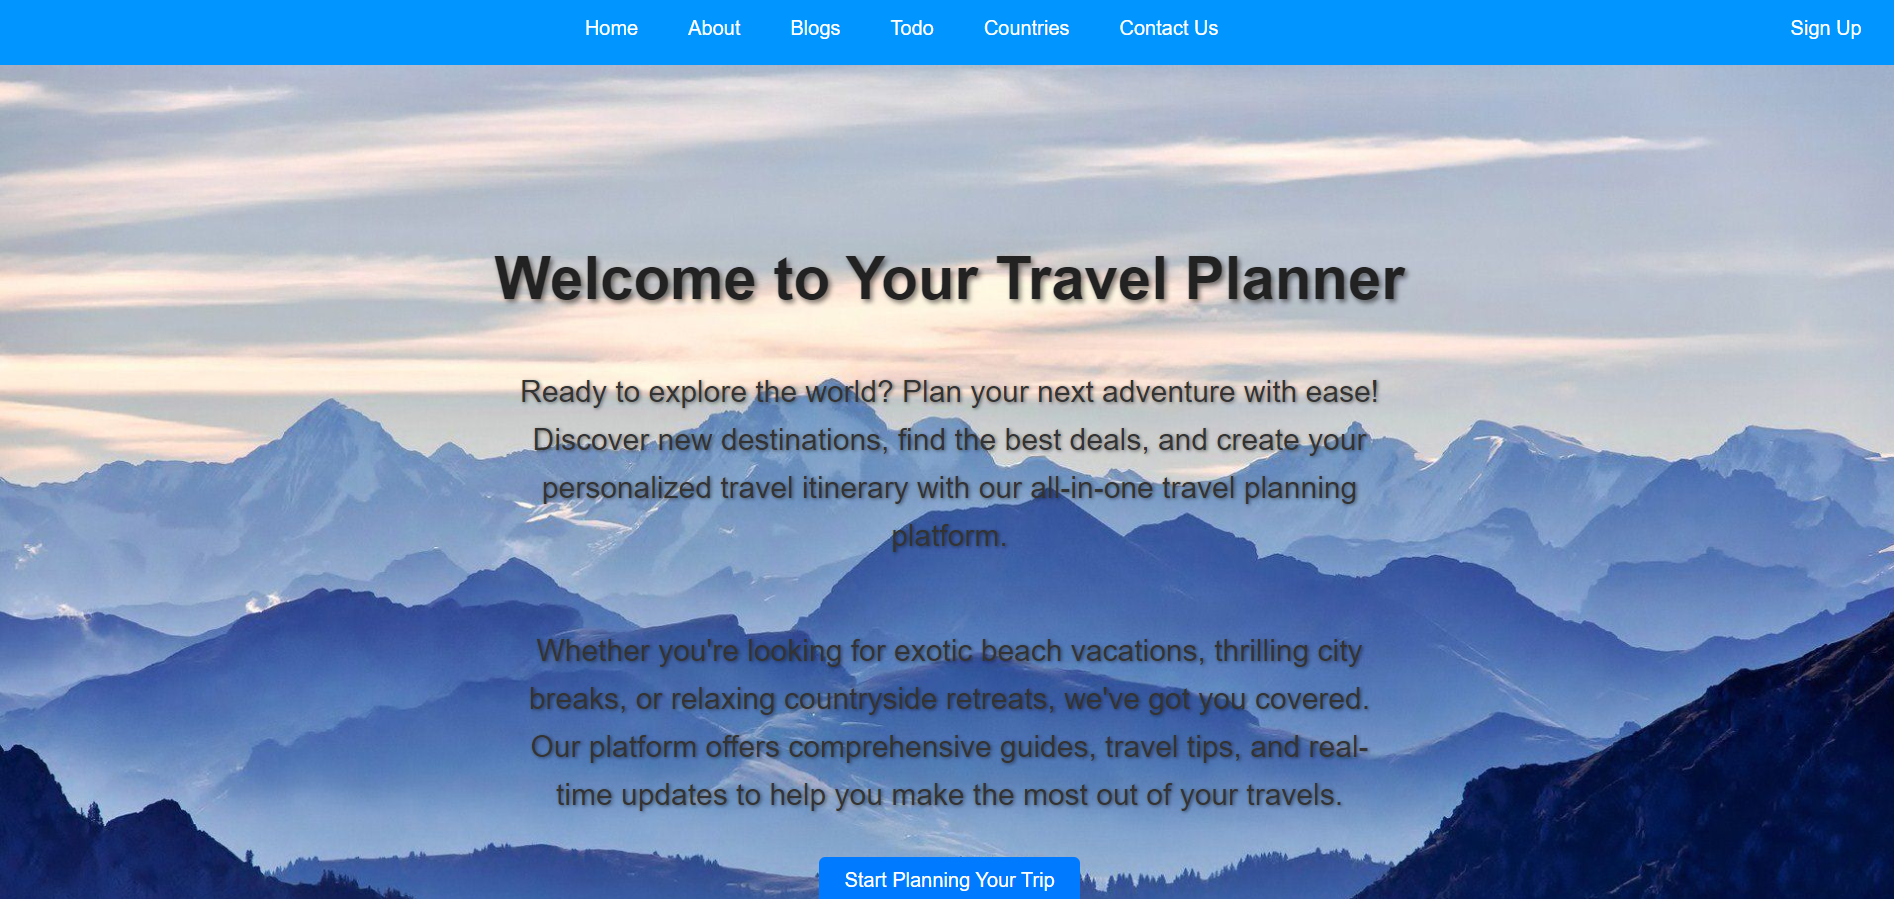 Home About Blogs Todo Countries Contact Us Sign Up
Welcome to Your Travel Planner
Ready to explore the world? Plan your next adventure with ease!
Discover new destinations, find the best deals, and create your
personalized travel itinerary with our all-in-one travel planning
platform.
Whether you're looking for exotic beach vacations, thrilling city
breaks, or relaxing countryside retreats, we've got you covered.
Our platform offers comprehensive guides, travel tips, and real-
time updates to help you make the most out of your travels.
Start Planning Your Trip